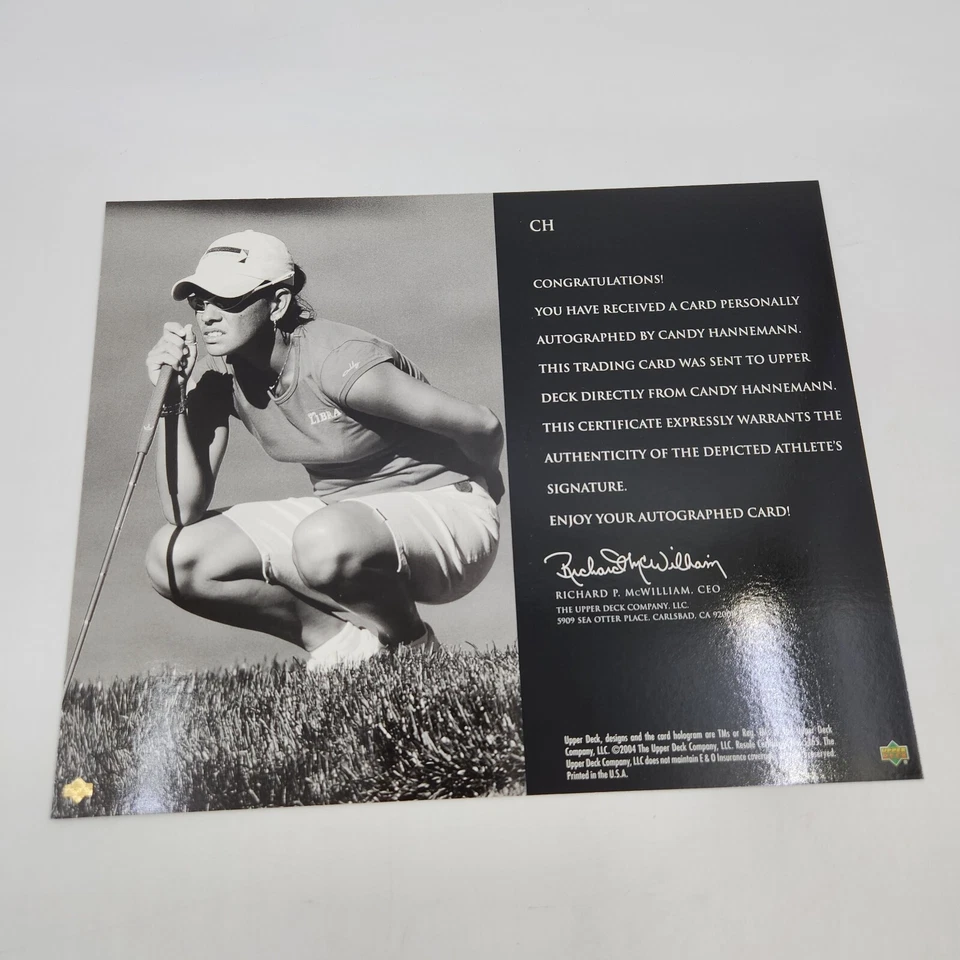 CH
CONGRATULATIONS!
YOU HAVE RECEIVED A CARD PERSONALLY
AUTOGRAPHED BY CANDY HANNEMANN.
THIS TRADING CARD WAS SENT TO UPPER
DECK DIRECTLY FROM CANDY HANNEMANN.
THIS CERTIFICATE EXPRESSLY WARRANTS THE
AUTHENTICITY OF THE DEPICTED ATHLETE'S
SIGNATURE.
ENJOY YOUR AUTOGRAPHED CARD!
Richard P. McWilliam
RICHARD P. McWILLIAM, CEO
THE UPPER DECK COMPANY, LLC.
5909 SEA OTTER PLACE, CARLSBAD, CA
Upper Deck, designs and the card hologram are TMs or Deck
Company, LLC. ©2004 The Upper Deck Company, LLC. The
Upper Deck Company, LLC does not maintain E & O Insurance reserved.
Printed in the U.S.A.
LIBRA